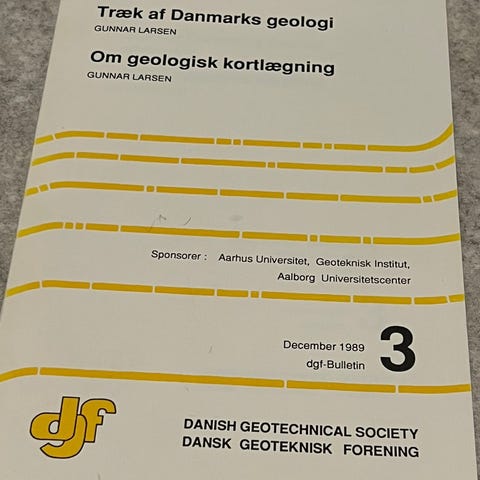 Træk af Danmarks geologi
GUNNAR LARSEN
Om geologisk kortlægning
GUNNAR LARSEN
Sponsorer : Aarhus Universitet, Geoteknisk Institut,
Aalborg Universitetscenter
December 1989
dgf-Bulletin
3
dgf
DANISH GEOTECHNICAL SOCIETY
DANSK GEOTEKNISK FORENING